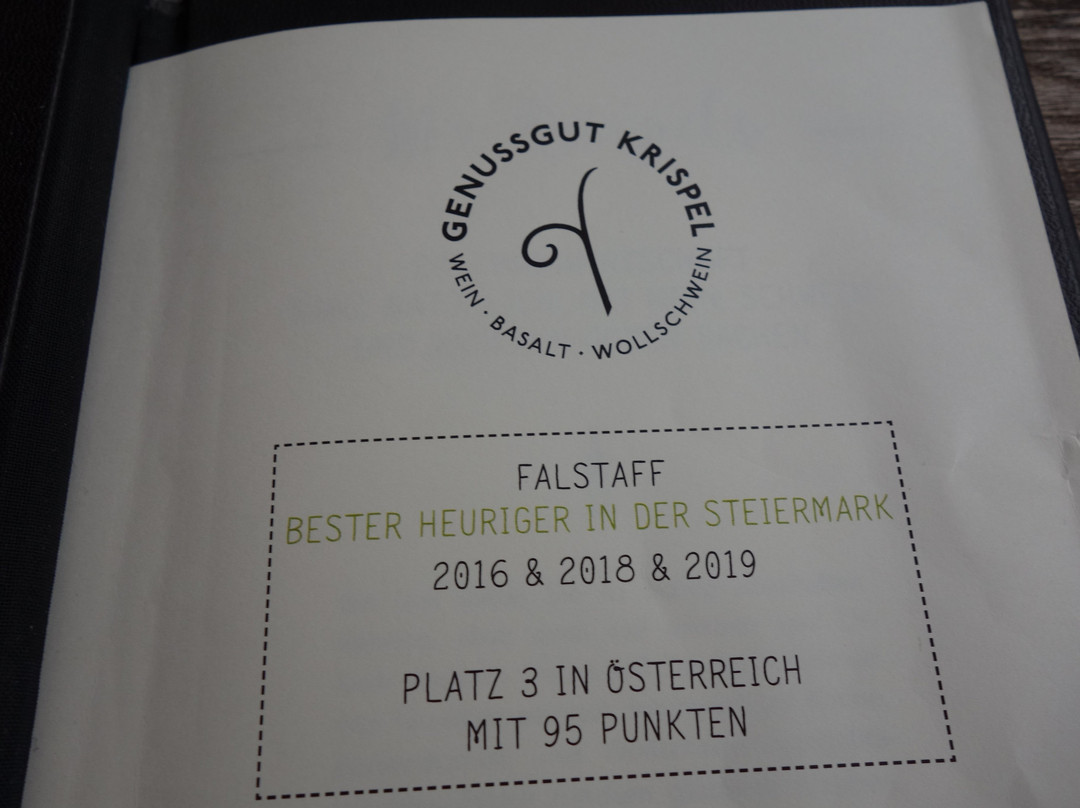 GENUSSGUT KRISPEL
WEIN · BASALT · WOLLSCHWEIN
FALSTAFF
BESTER HEURIGER IN DER STEIERMARK
2016 & 2018 & 2019
PLATZ 3 IN ÖSTERREICH
MIT 95 PUNKTEN